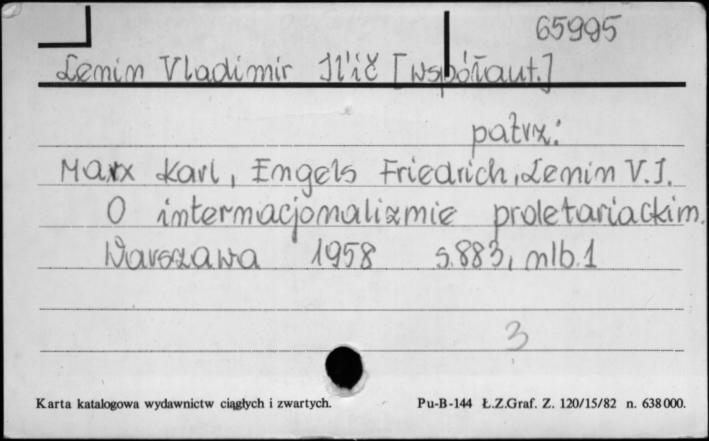 65995
Lenin Vladimir Il'ič [współaut.]
patrz:
Marx Karl, Engels Friedrich, Lenin V.I.
O internacjonalizmie proletariackim.
Warszawa 1958 s.883, nlb.1
3
Karta katalogowa wydawnictw ciągłych i zwartych. Pu-B-144 Ł.Z.Graf. Z. 120/15/82 n. 638000.